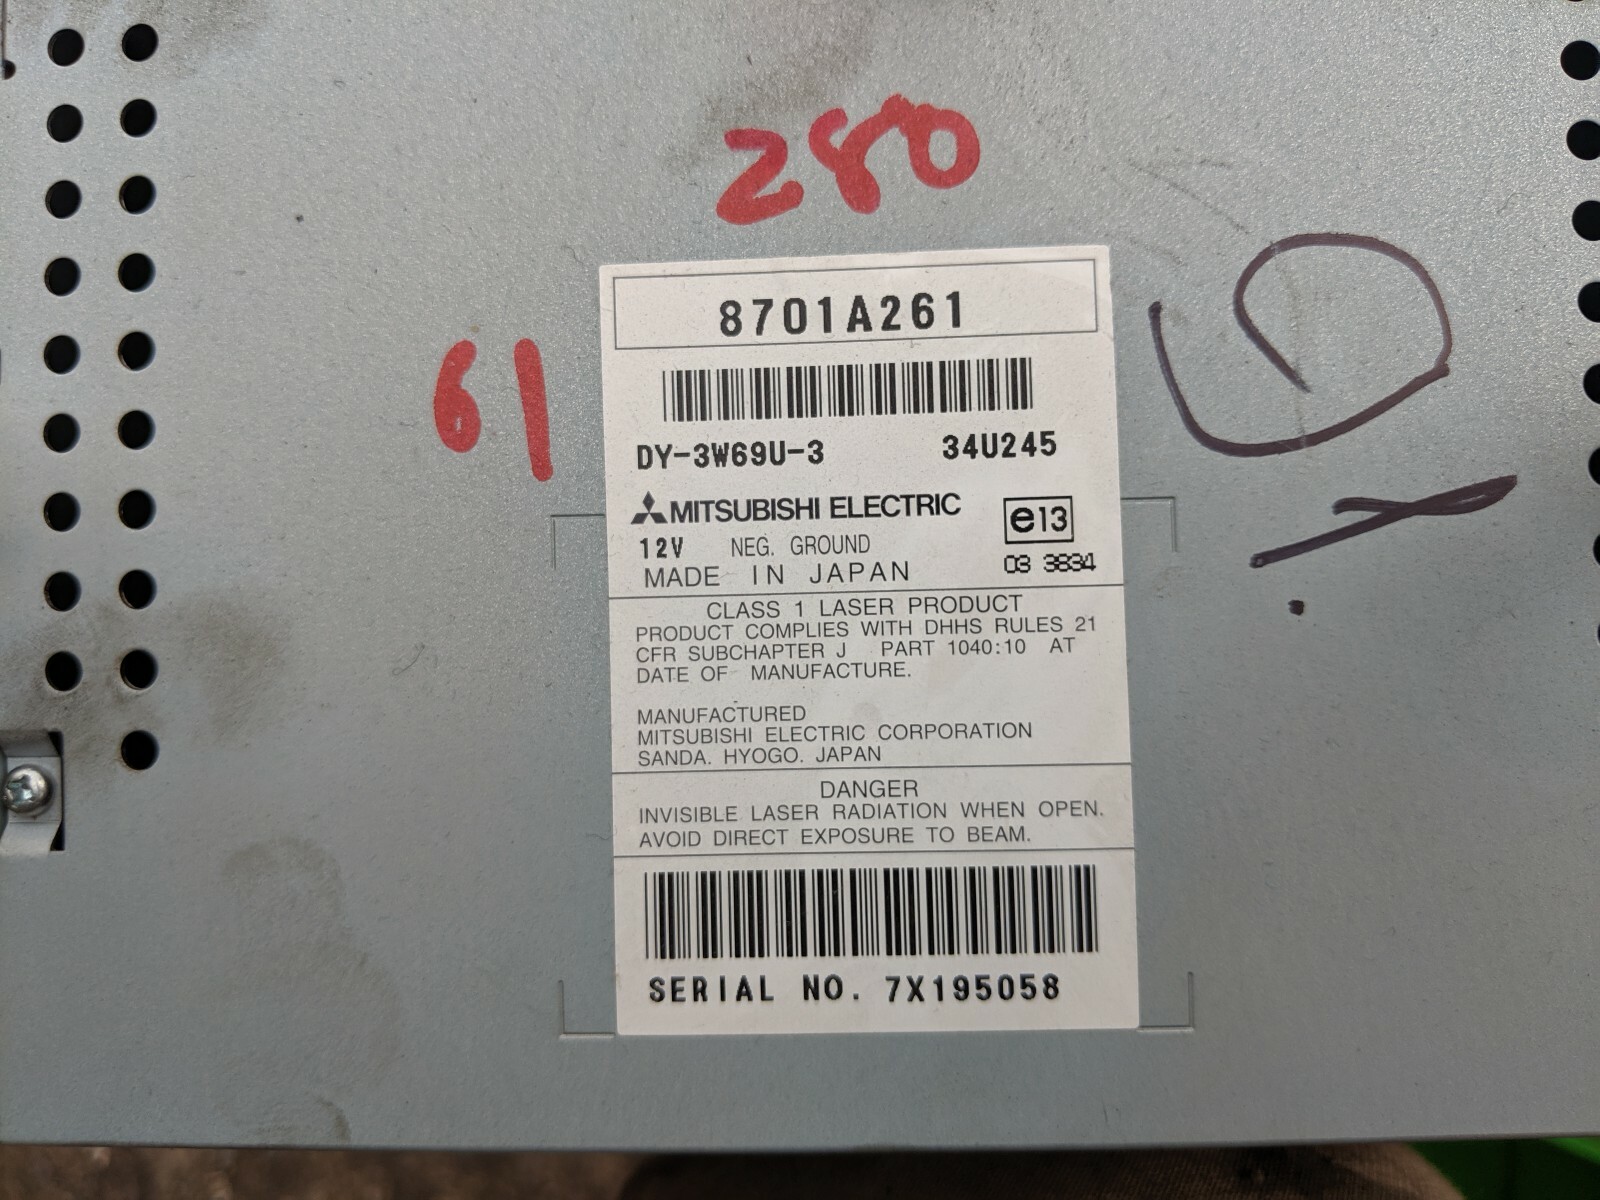 280
61
8701A261
DY-3W69U-3 34U245
MITSUBISHI ELECTRIC
e13
12V NEG. GROUND
MADE IN JAPAN
03 3834
CLASS 1 LASER PRODUCT
PRODUCT COMPLIES WITH DHHS RULES 21
CFR SUBCHAPTER J PART 1040:10 AT
DATE OF MANUFACTURE.
MANUFACTURED
MITSUBISHI ELECTRIC CORPORATION
SANDA. HYOGO. JAPAN
DANGER
INVISIBLE LASER RADIATION WHEN OPEN.
AVOID DIRECT EXPOSURE TO BEAM.
SERIAL NO. 7X195058